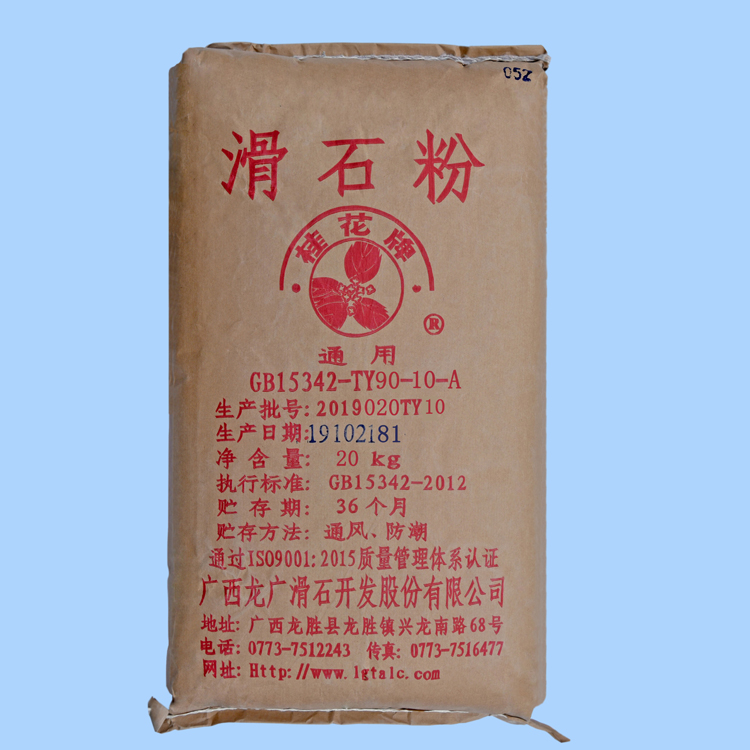 052
滑石粉
桂花牌
®
通用
GB15342-TY90-10-A
生产批号：2019020TY10
生产日期：19102181
净含量：20 kg
执行标准：GB15342-2012
贮存期：36个月
贮存方法：通风、防潮
通过ISO9001：2015质量管理体系认证
广西龙广滑石开发股份有限公司
地址：广西龙胜县龙胜镇兴龙南路68号
电话：0773-7512243 传真：0773-7516477
网址：Http://www.lgtalc.com